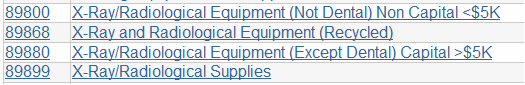 89800 X-Ray/Radiological Equipment (Not Dental) Non Capital <$5K
89868 X-Ray and Radiological Equipment (Recycled)
89880 X-Ray/Radiological Equipment (Except Dental) Capital >$5K
89899 X-Ray/Radiological Supplies